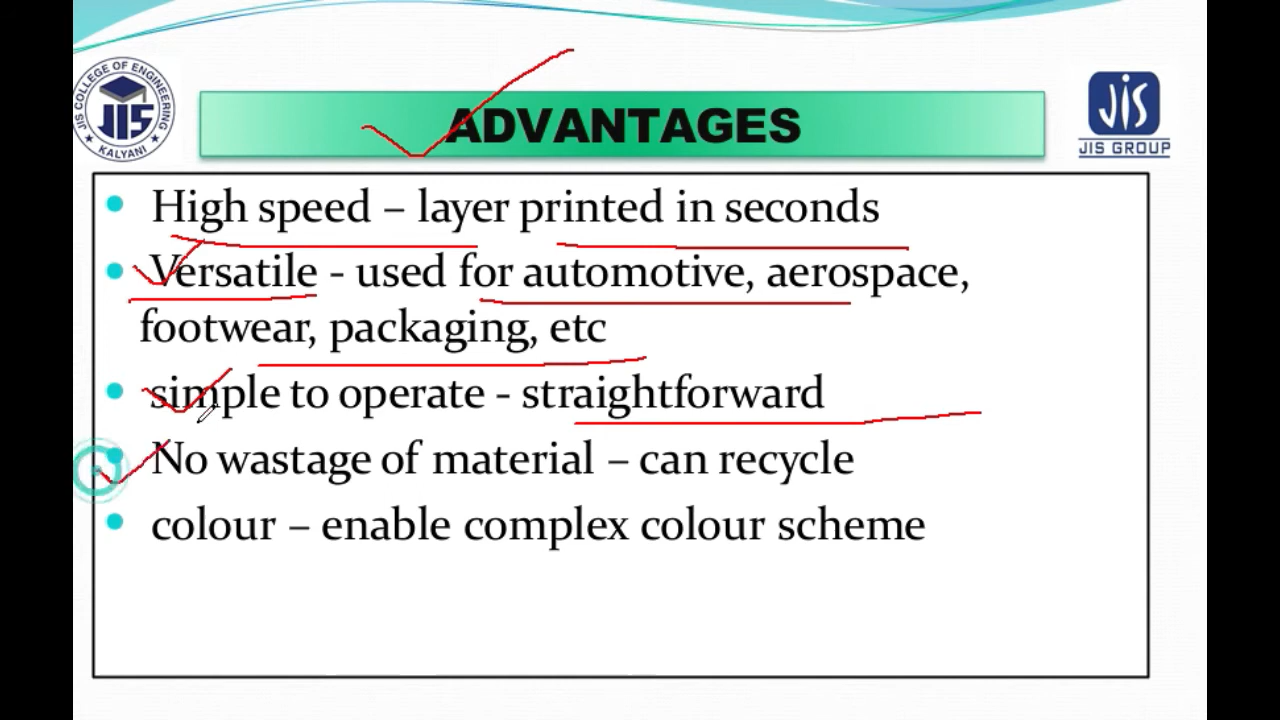 JIS COLLEGE OF ENGINEERING
JIS
KALYANI
ADVANTAGES
JIS
JIS GROUP
High speed – layer printed in seconds
Versatile - used for automotive, aerospace,
footwear, packaging, etc
simple to operate - straightforward
No wastage of material – can recycle
colour – enable complex colour scheme